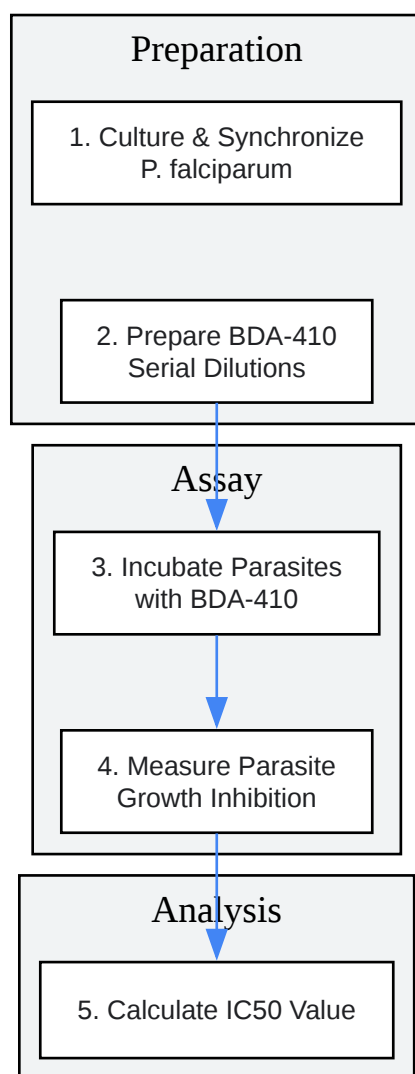 Preparation
1. Culture & Synchronize
P. falciparum
2. Prepare BDA-410
Serial Dilutions
Assay
3. Incubate Parasites
with BDA-410
4. Measure Parasite
Growth Inhibition
Analysis
5. Calculate IC50 Value